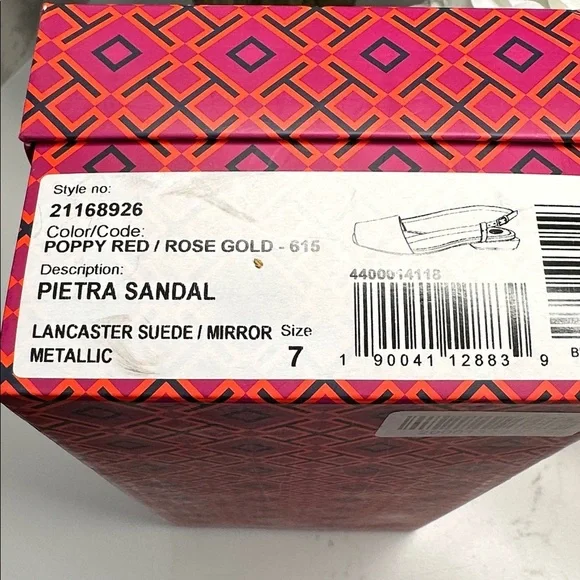 Style no:
21168926
Color/Code:
POPPY RED / ROSE GOLD - 615
Description:
PIETRA SANDAL
LANCASTER SUEDE / MIRROR
METALLIC
Size
7
4400014118
1 90041 12883 9